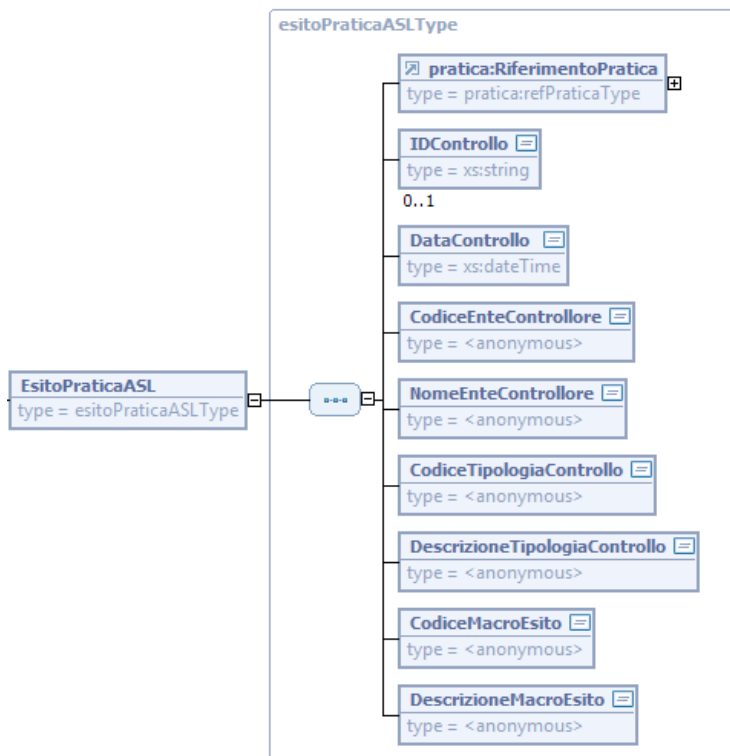 esitoPraticaASLType
pratica:RiferimentoPratica
type = pratica:refPraticaType
IDControllo
type = xs:string
0..1
DataControllo
type = xs:dateTime
CodiceEnteControllore
type = <anonymous>
EsitoPraticaASL
type = esitoPraticaASLType
NomeEnteControllore
type = <anonymous>
CodiceTipologiaControllo
type = <anonymous>
DescrizioneTipologiaControllo
type = <anonymous>
CodiceMacroEsito
type = <anonymous>
DescrizioneMacroEsito
type = <anonymous>